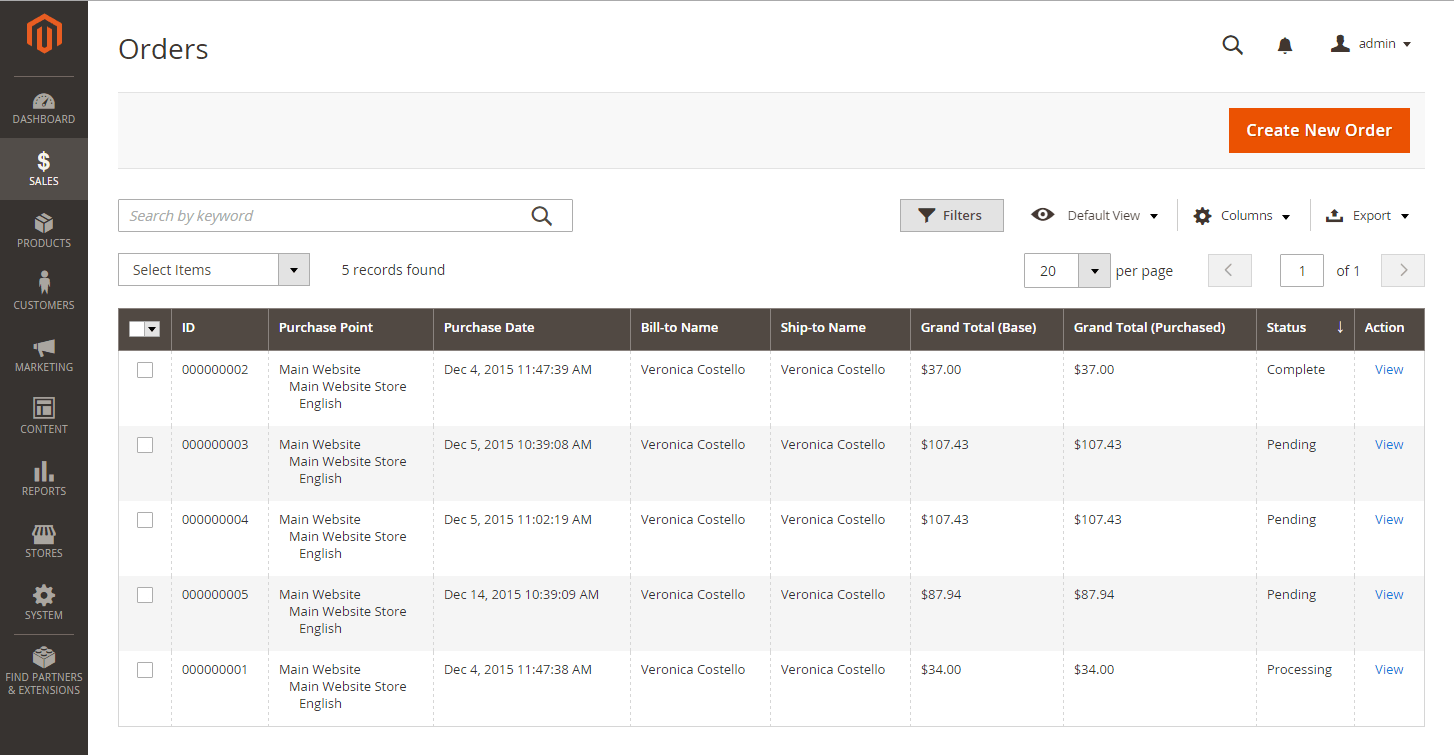 Orders
admin
DASHBOARD
SALES
PRODUCTS
CUSTOMERS
MARKETING
CONTENT
REPORTS
STORES
SYSTEM
FIND PARTNERS
& EXTENSIONS
Create New Order
Search by keyword
Filters Default View Columns Export
Select Items 5 records found 20 per page 1 of 1
ID Purchase Point Purchase Date Bill-to Name Ship-to Name Grand Total (Base) Grand Total (Purchased) Status ↓ Action
000000002 Main Website Dec 4, 2015 11:47:39 AM Veronica Costello Veronica Costello $37.00 $37.00 Complete View
Main Website Store
English
000000003 Main Website Dec 5, 2015 10:39:08 AM Veronica Costello Veronica Costello $107.43 $107.43 Pending View
Main Website Store
English
000000004 Main Website Dec 5, 2015 11:02:19 AM Veronica Costello Veronica Costello $107.43 $107.43 Pending View
Main Website Store
English
000000005 Main Website Dec 14, 2015 10:39:09 AM Veronica Costello Veronica Costello $87.94 $87.94 Pending View
Main Website Store
English
000000001 Main Website Dec 4, 2015 11:47:38 AM Veronica Costello Veronica Costello $34.00 $34.00 Processing View
Main Website Store
English